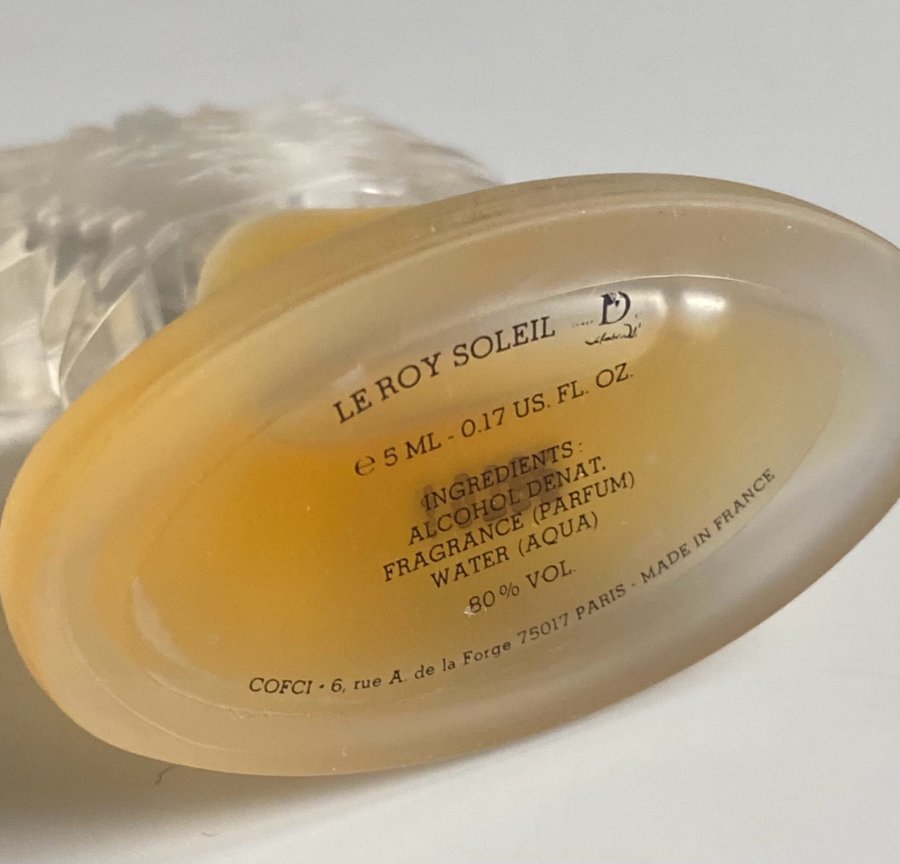 LE ROY SOLEIL D
℮ 5 ML - 0.17 US. FL. OZ.
INGREDIENTS :
ALCOHOL DENAT.
FRAGRANCE (PARFUM)
WATER (AQUA)
80 % VOL.
COFCI • 6, rue A. de la Forge 75017 PARIS - MADE IN FRANCE